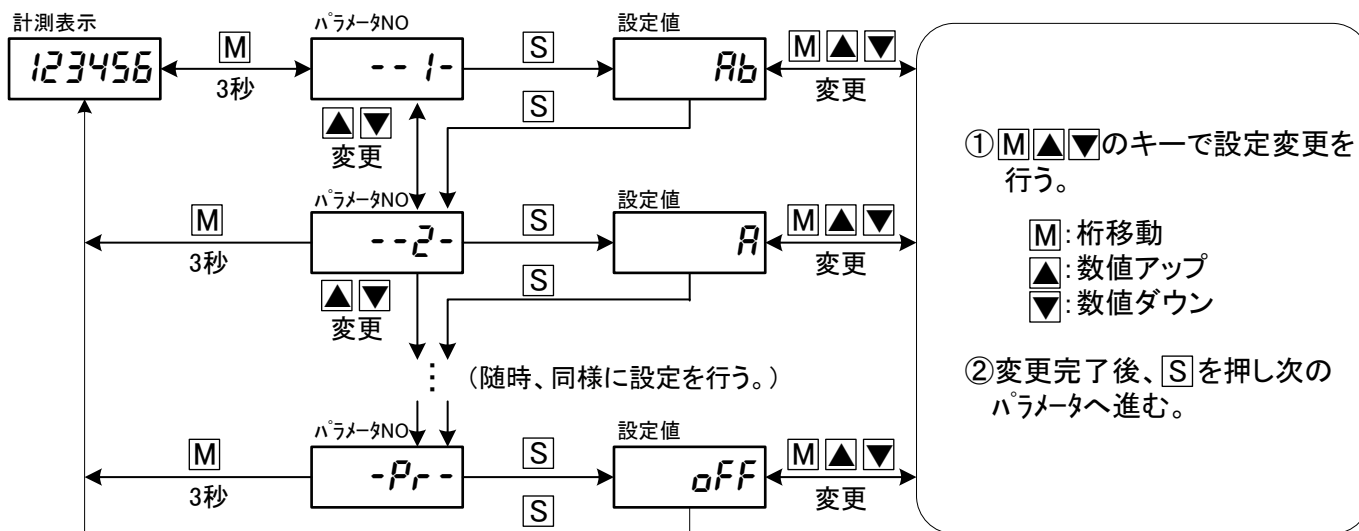 計測表示
パラメータNO
設定値
123456
M
3秒
--1-
S
Ab
M▲▼
変更
S
▲▼
変更
パラメータNO
設定値
M
3秒
--2-
S
A
M▲▼
変更
S
▲▼
変更
⋮ (随時、同様に設定を行う。)
パラメータNO
設定値
M
3秒
-Pr-
S
oFF
M▲▼
変更
S
①M▲▼のキーで設定変更を
行う。
M:桁移動
▲:数値アップ
▼:数値ダウン
②変更完了後、Sを押し次の
パラメータへ進む。